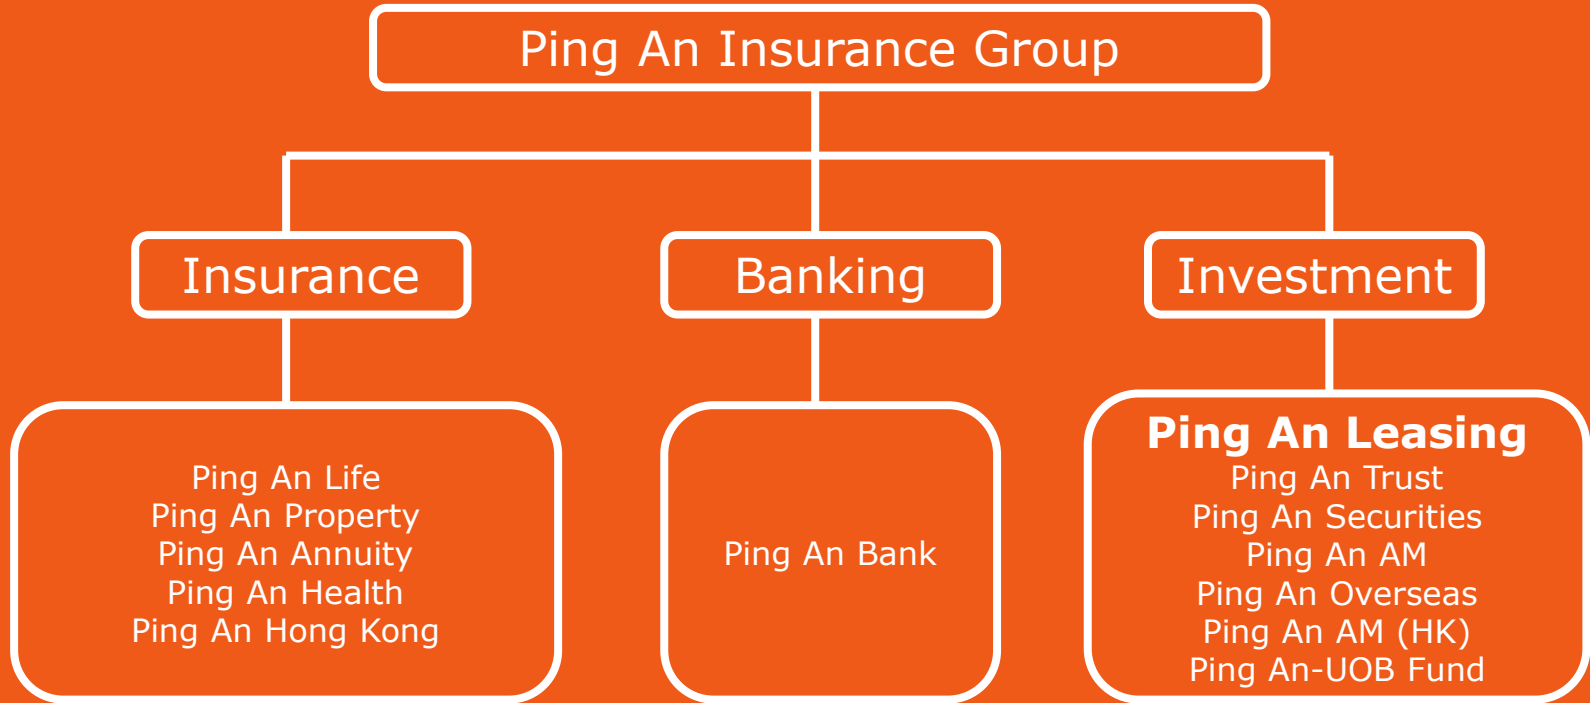 Ping An Insurance Group
Insurance
Banking
Investment
Ping An Life
Ping An Property
Ping An Annuity
Ping An Health
Ping An Hong Kong
Ping An Bank
Ping An Leasing
Ping An Trust
Ping An Securities
Ping An AM
Ping An Overseas
Ping An AM (HK)
Ping An-UOB Fund